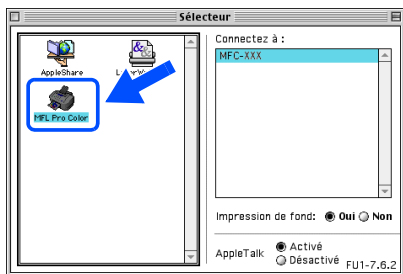 Sélecteur
Connectez à :
MFC-XXX
AppleShare
MFL Pro Color
Impression de fond: Oui Non
AppleTalk Activé
Désactivé
FU1-7.6.2